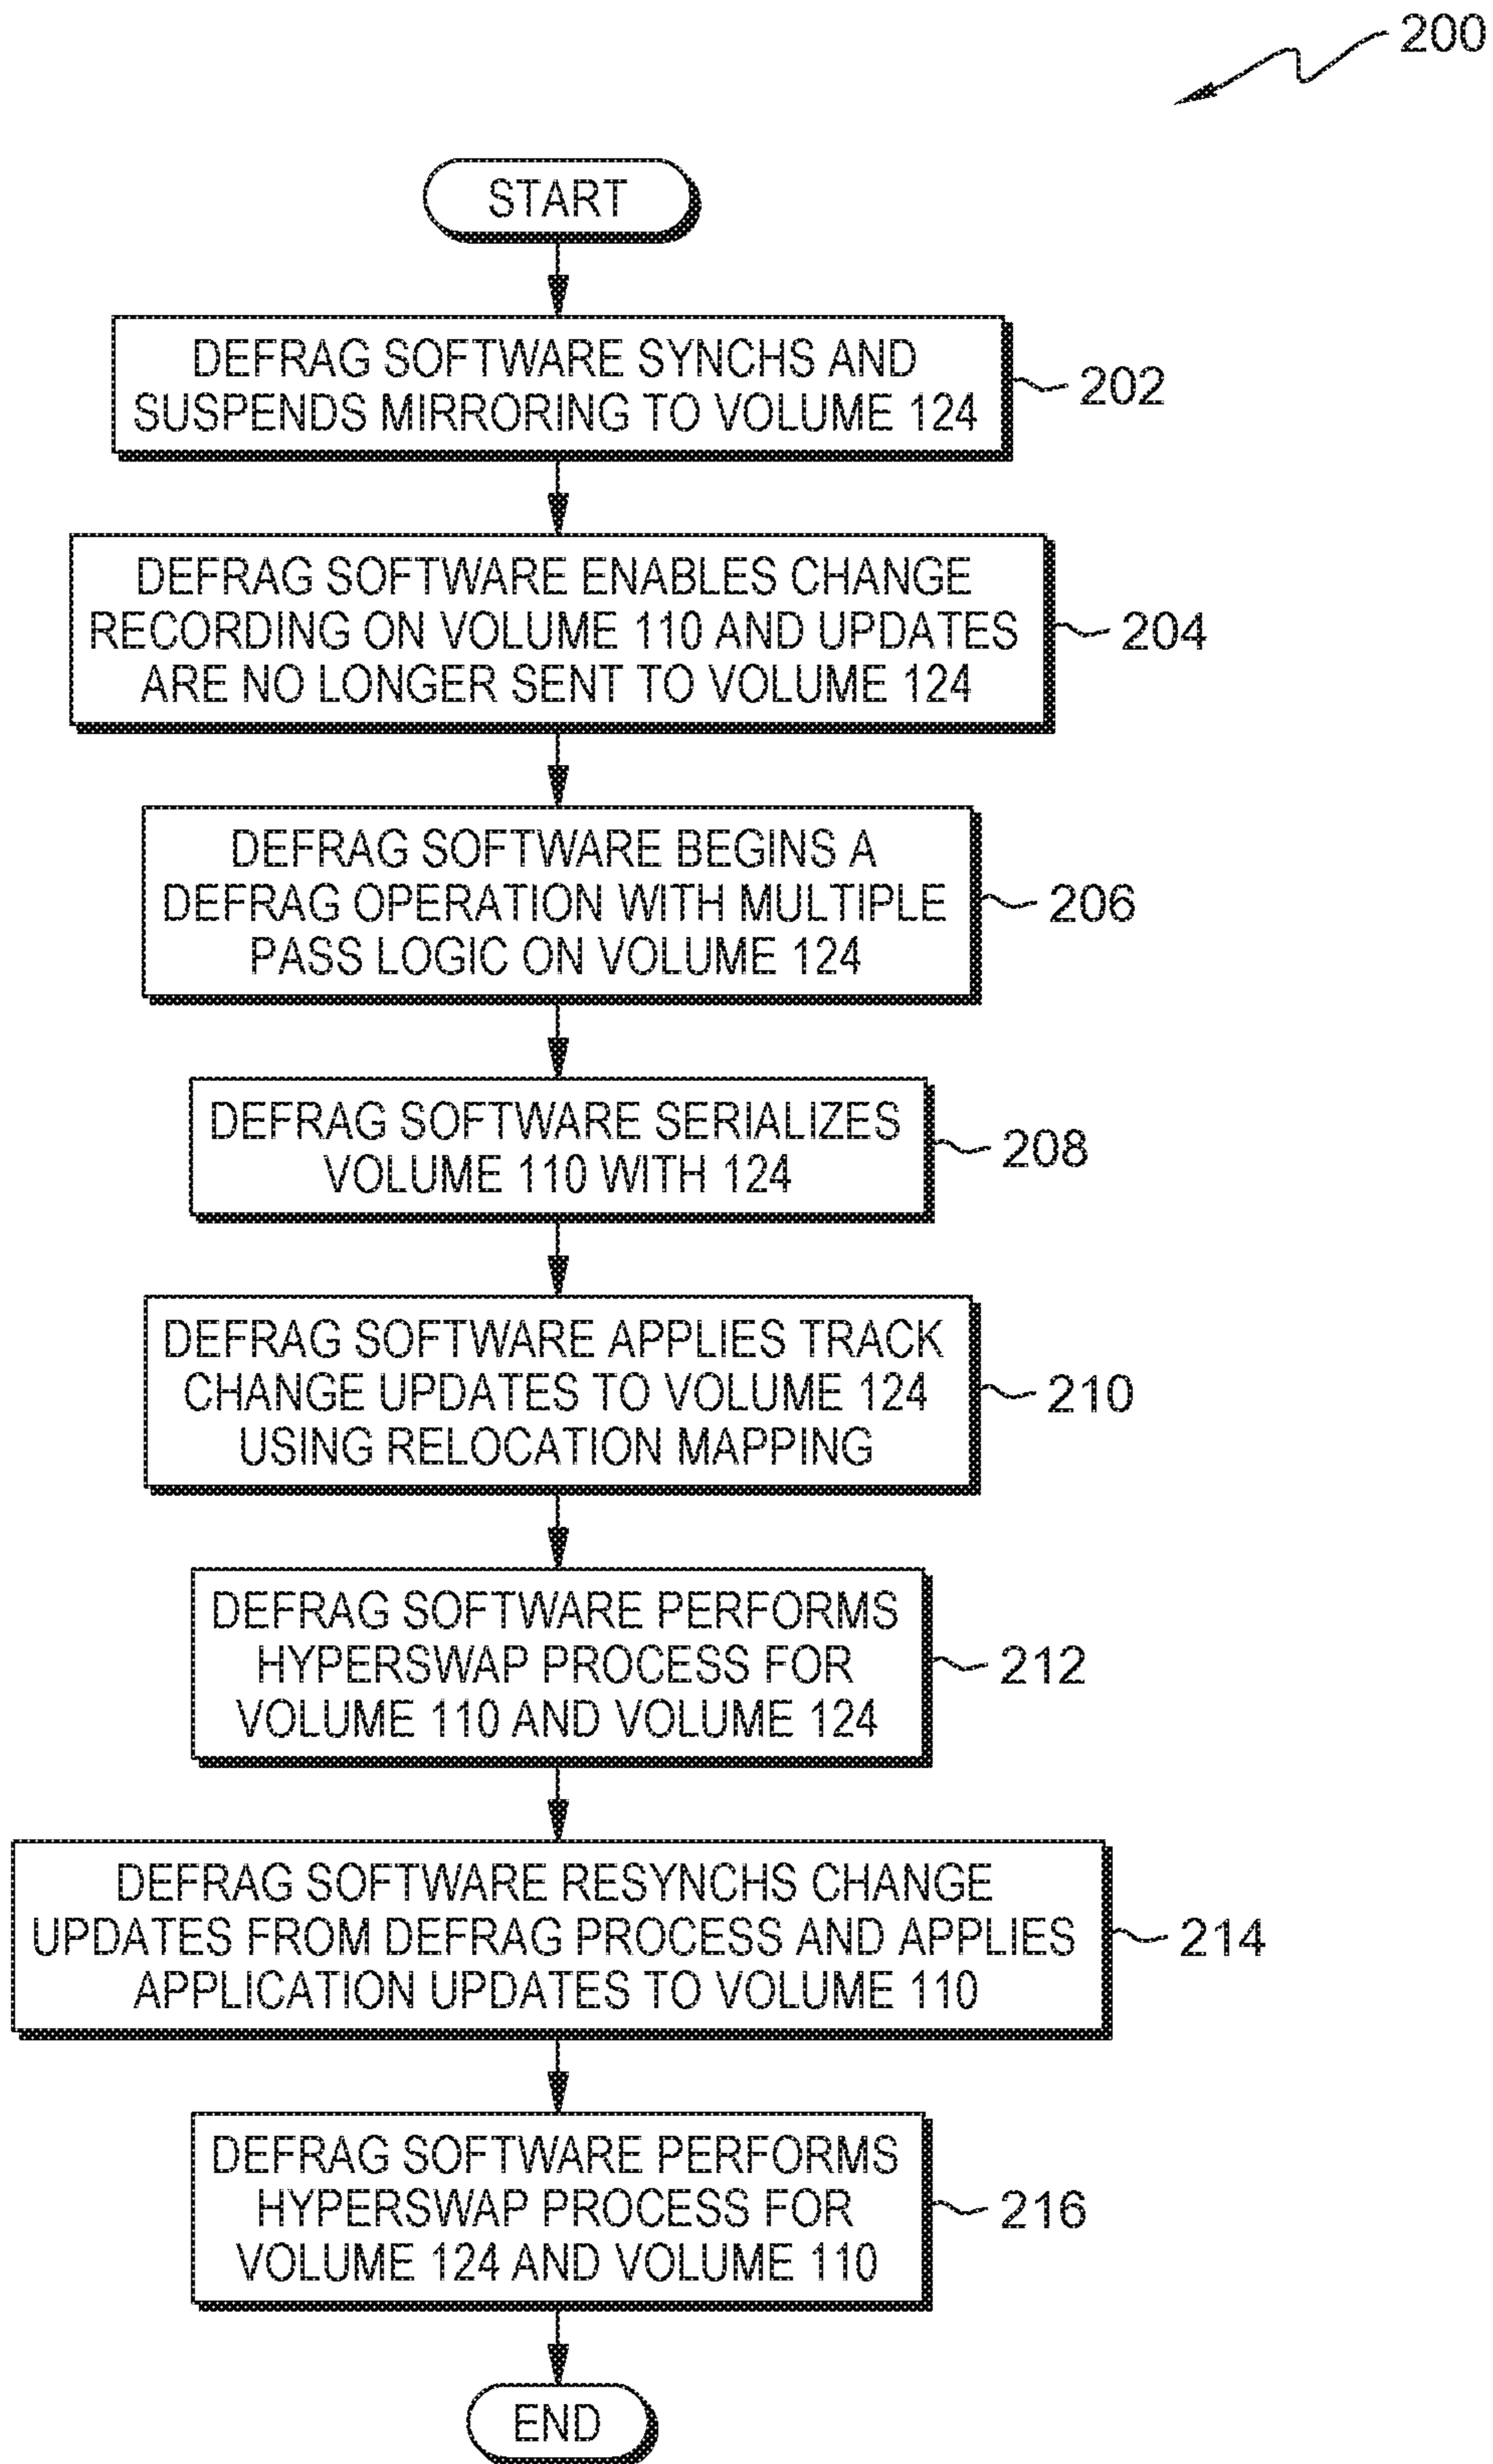 200
START
DEFRAG SOFTWARE SYNCHS AND
SUSPENDS MIRRORING TO VOLUME 124
202
DEFRAG SOFTWARE ENABLES CHANGE
RECORDING ON VOLUME 110 AND UPDATES
ARE NO LONGER SENT TO VOLUME 124
204
DEFRAG SOFTWARE BEGINS A
DEFRAG OPERATION WITH MULTIPLE
PASS LOGIC ON VOLUME 124
206
DEFRAG SOFTWARE SERIALIZES
VOLUME 110 WITH 124
208
DEFRAG SOFTWARE APPLIES TRACK
CHANGE UPDATES TO VOLUME 124
USING RELOCATION MAPPING
210
DEFRAG SOFTWARE PERFORMS
HYPERSWAP PROCESS FOR
VOLUME 110 AND VOLUME 124
212
DEFRAG SOFTWARE RESYNCHS CHANGE
UPDATES FROM DEFRAG PROCESS AND APPLIES
APPLICATION UPDATES TO VOLUME 110
214
DEFRAG SOFTWARE PERFORMS
HYPERSWAP PROCESS FOR
VOLUME 124 AND VOLUME 110
216
END